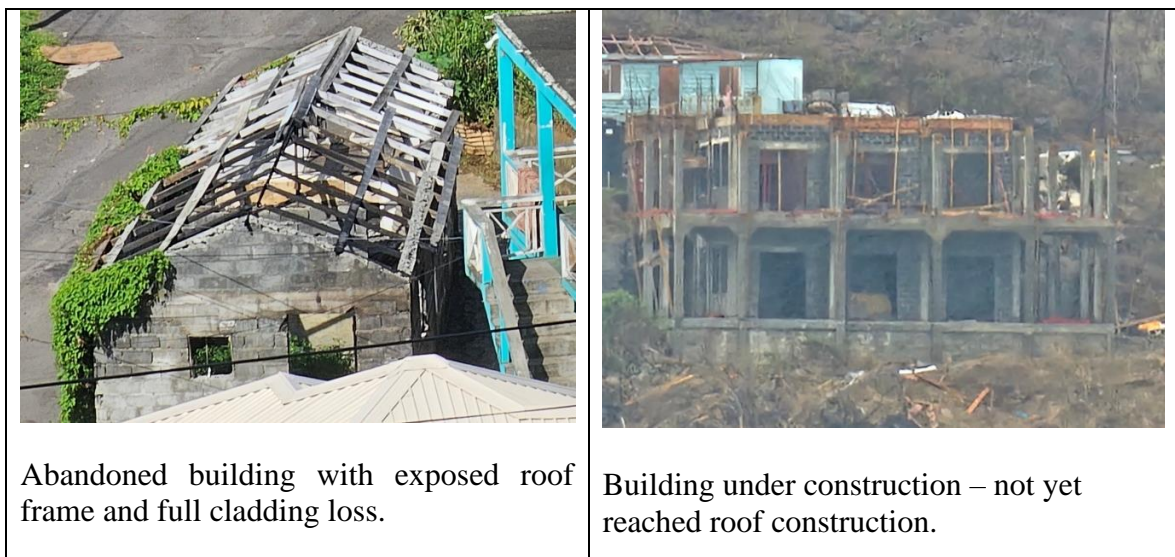 Abandoned building with exposed roof
frame and full cladding loss.
Building under construction – not yet
reached roof construction.